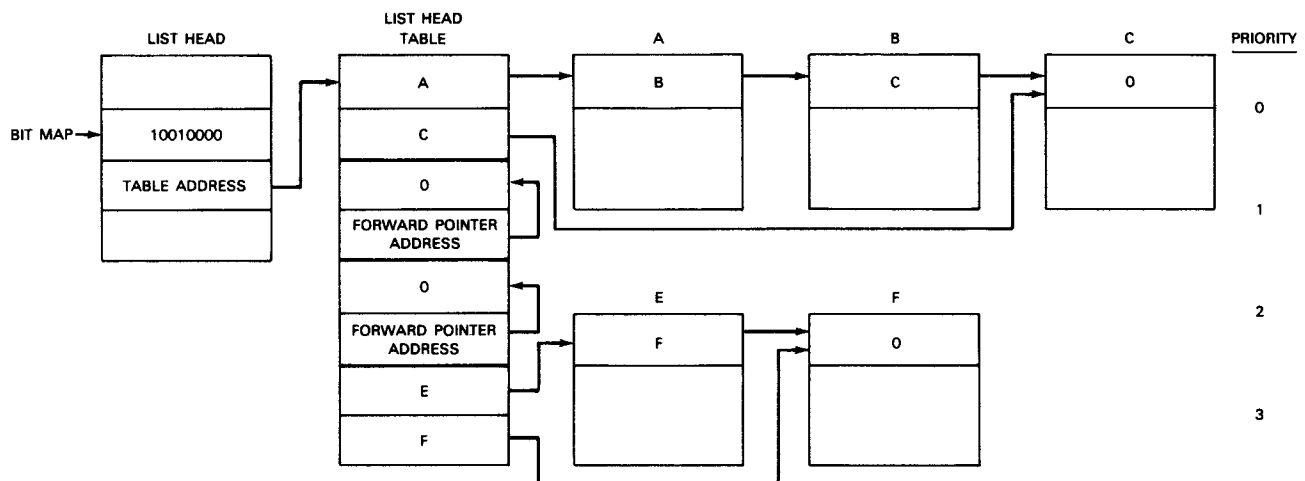 LIST HEAD
LIST HEAD
TABLE
A
B
C
PRIORITY
A
B
C
0
0
BIT MAP
10010000
C
TABLE ADDRESS
0
1
FORWARD POINTER
ADDRESS
0
E
F
2
FORWARD POINTER
ADDRESS
F
0
E
3
F